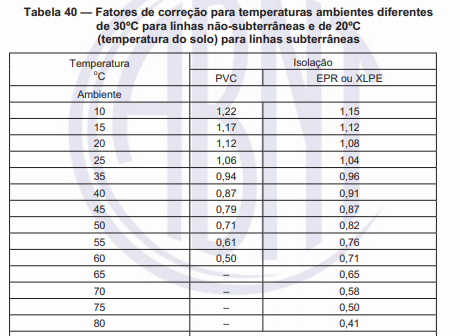 Tabela 40 — Fatores de correção para temperaturas ambientes diferentes
de 30ºC para linhas não-subterrâneas e de 20ºC
(temperatura do solo) para linhas subterrâneas
Temperatura Isolação
ºC PVC EPR ou XLPE
Ambiente
10 1,22 1,15
15 1,17 1,12
20 1,12 1,08
25 1,06 1,04
35 0,94 0,96
40 0,87 0,91
45 0,79 0,87
50 0,71 0,82
55 0,61 0,76
60 0,50 0,71
65 – 0,65
70 – 0,58
75 – 0,50
80 – 0,41